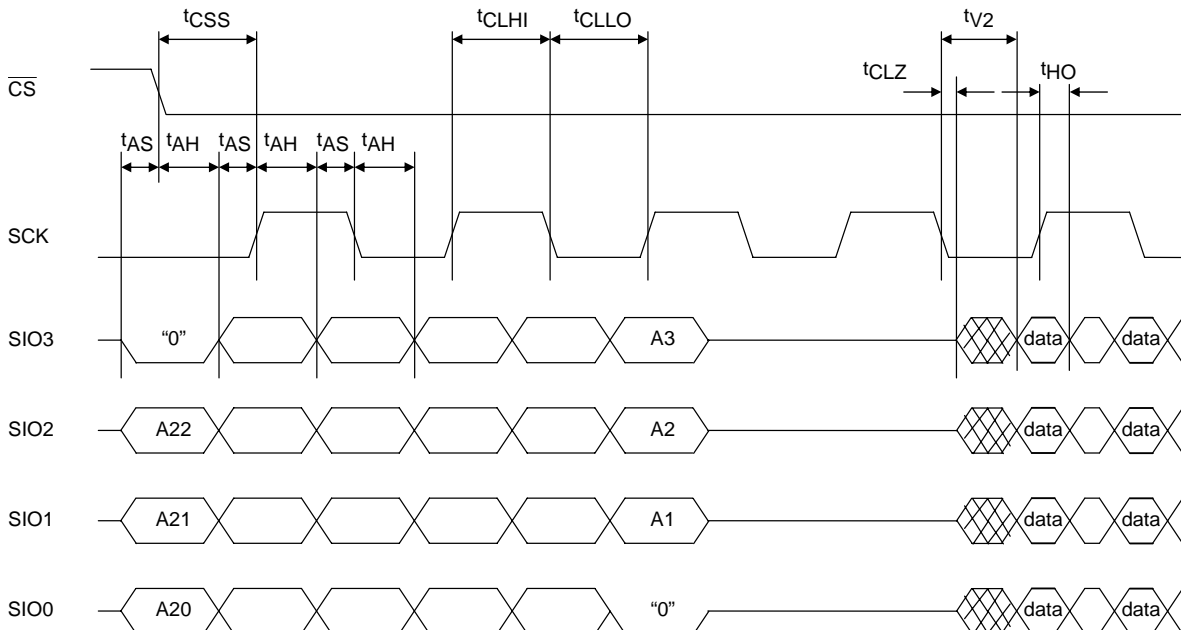 tCSS tCLHI tCLLO tV2
tCLZ tHO
CS
tAS tAH tAS tAH tAS tAH
SCK
SIO3 “0” A3 data data
SIO2 A22 A2 data data
SIO1 A21 A1 data data
SIO0 A20 “0” data data